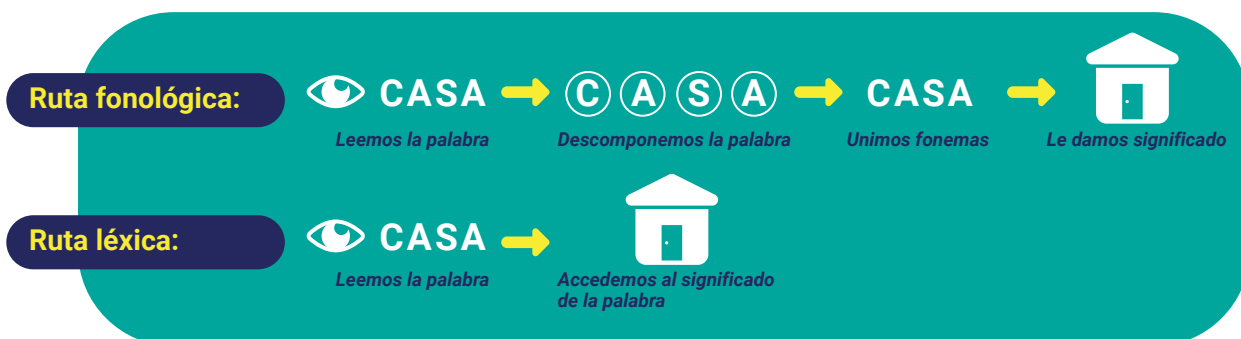 Ruta fonológica:
CASA
C A S A
CASA
Leemos la palabra
Descomponemos la palabra
Unimos fonemas
Le damos significado
Ruta léxica:
CASA
Leemos la palabra
Accedemos al significado
de la palabra